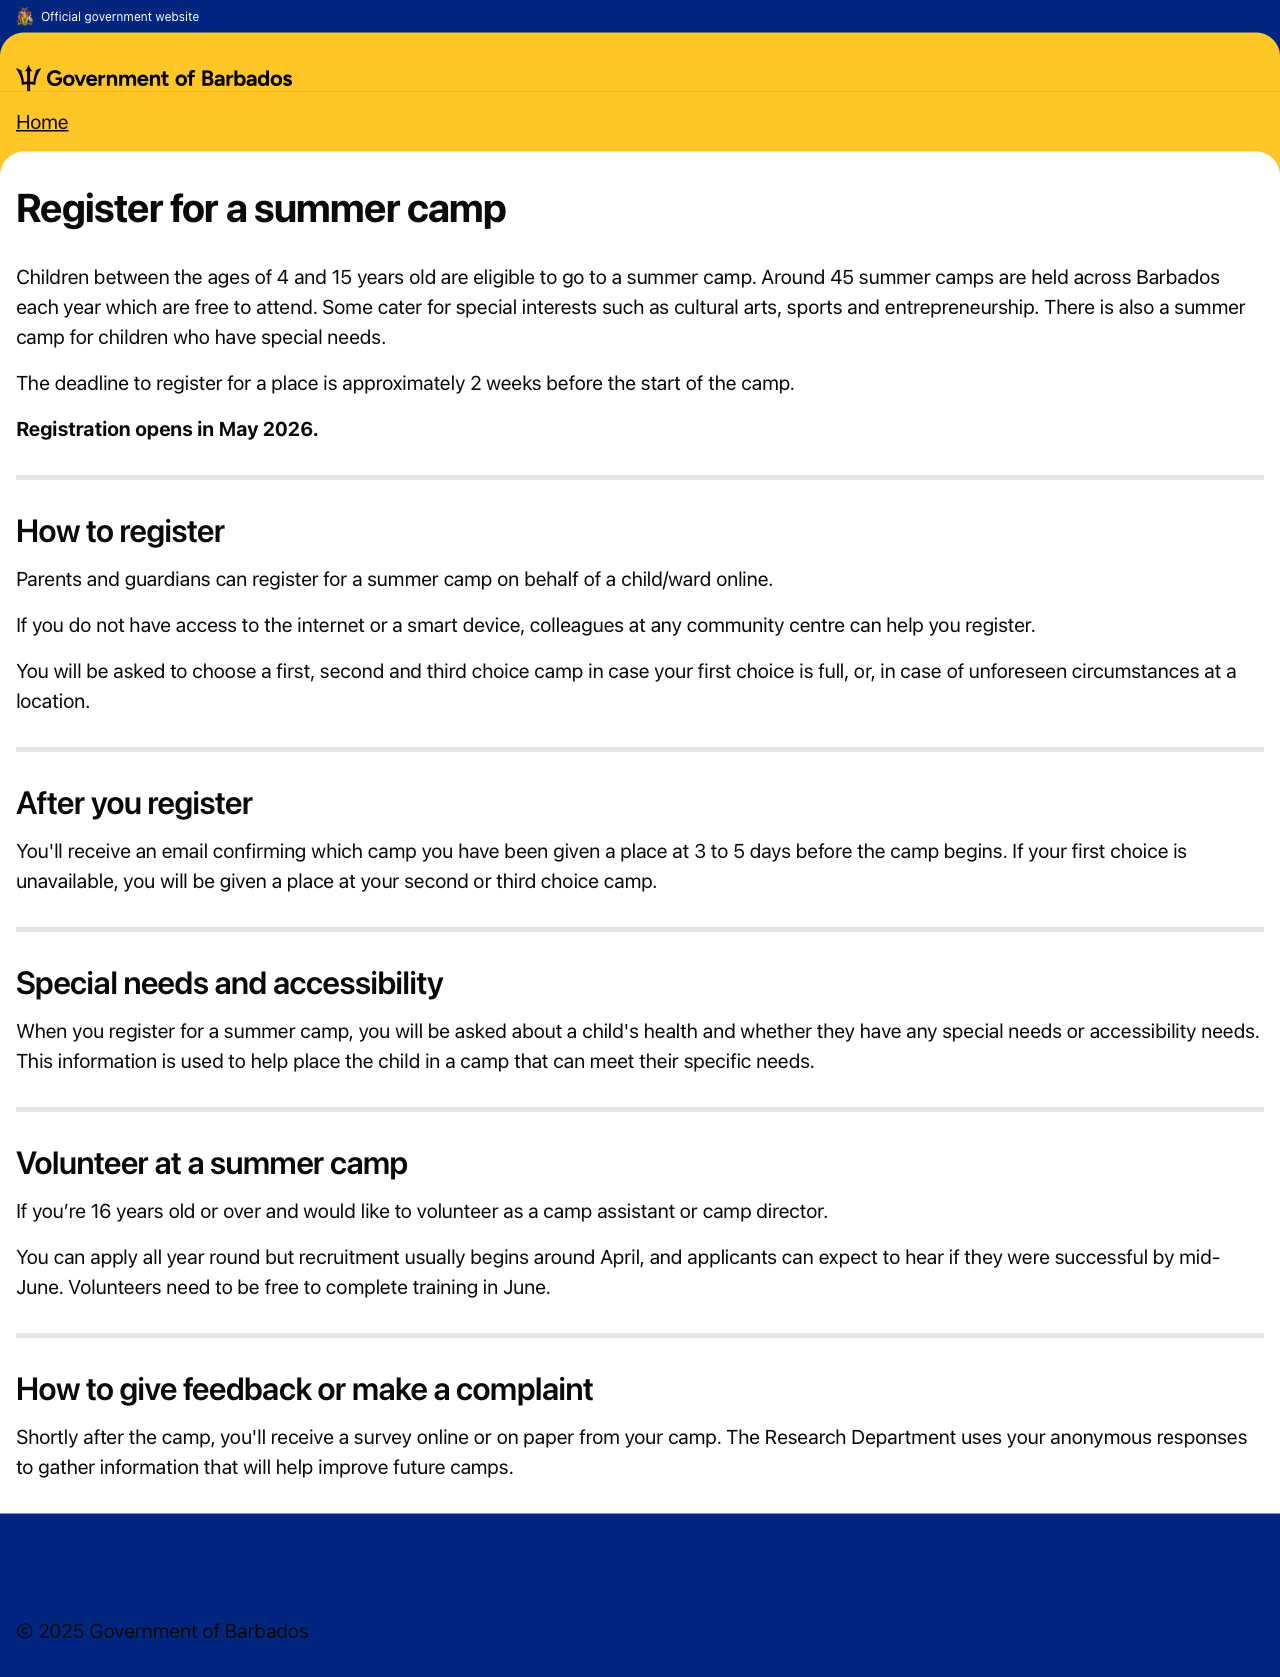 Official government website
Government of Barbados
Home
Register for a summer camp
Children between the ages of 4 and 15 years old are eligible to go to a summer camp. Around 45 summer camps are held across Barbados
each year which are free to attend. Some cater for special interests such as cultural arts, sports and entrepreneurship. There is also a summer
camp for children who have special needs.
The deadline to register for a place is approximately 2 weeks before the start of the camp.
Registration opens in May 2026.
How to register
Parents and guardians can register for a summer camp on behalf of a child/ward online.
If you do not have access to the internet or a smart device, colleagues at any community centre can help you register.
You will be asked to choose a first, second and third choice camp in case your first choice is full, or, in case of unforeseen circumstances at a
location.
After you register
You'll receive an email confirming which camp you have been given a place at 3 to 5 days before the camp begins. If your first choice is
unavailable, you will be given a place at your second or third choice camp.
Special needs and accessibility
When you register for a summer camp, you will be asked about a child's health and whether they have any special needs or accessibility needs.
This information is used to help place the child in a camp that can meet their specific needs.
Volunteer at a summer camp
If you’re 16 years old or over and would like to volunteer as a camp assistant or camp director.
You can apply all year round but recruitment usually begins around April, and applicants can expect to hear if they were successful by mid-
June. Volunteers need to be free to complete training in June.
How to give feedback or make a complaint
Shortly after the camp, you'll receive a survey online or on paper from your camp. The Research Department uses your anonymous responses
to gather information that will help improve future camps.
© 2025 Government of Barbados